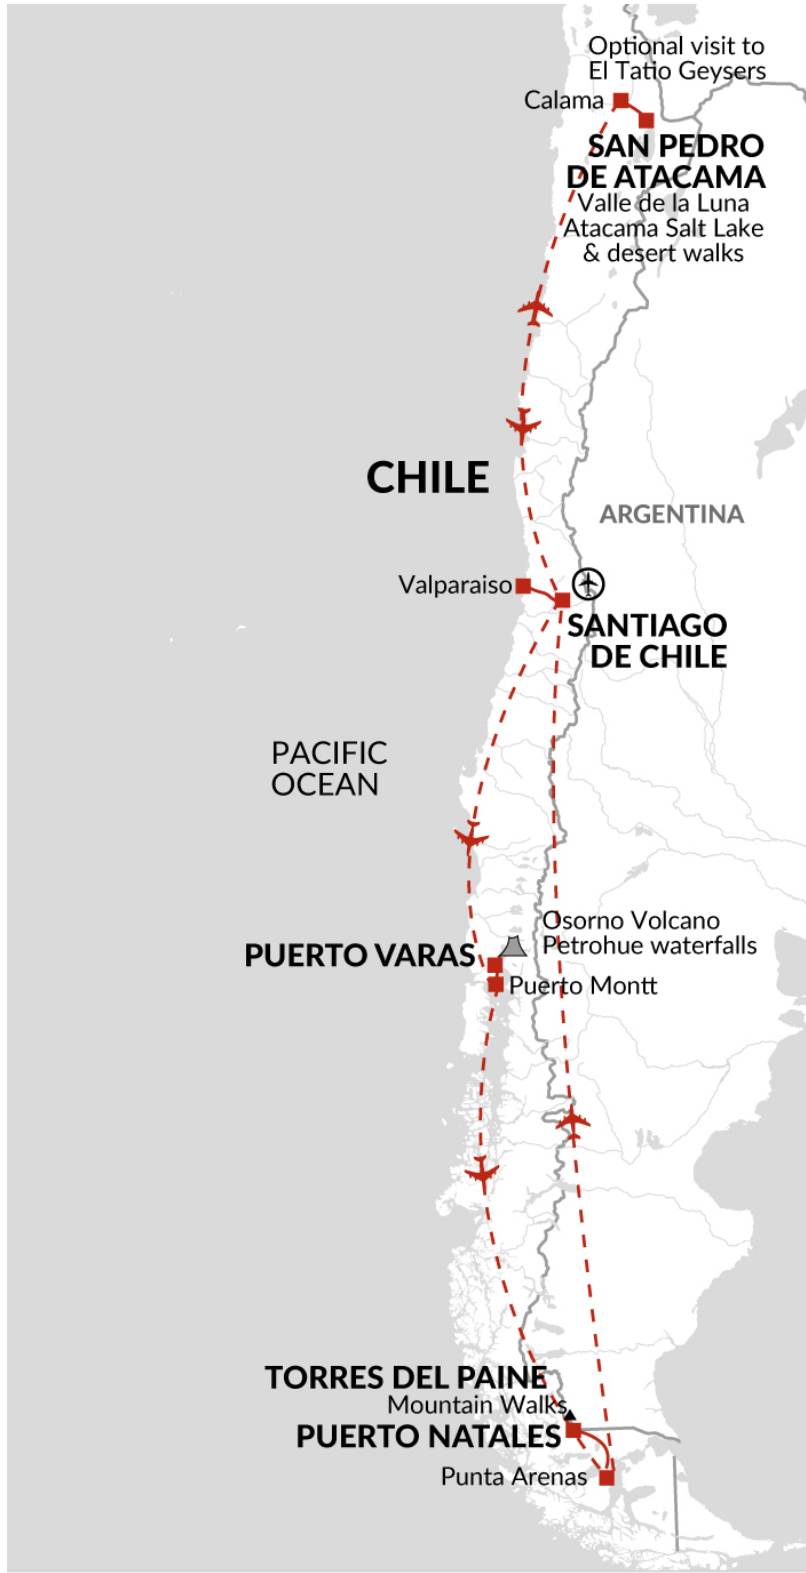 Optional visit to
El Tatio Geysers
Calama
SAN PEDRO
DE ATACAMA
Valle de la Luna
Atacama Salt Lake
& desert walks
CHILE
ARGENTINA
Valparaiso
SANTIAGO
DE CHILE
PACIFIC
OCEAN
Osorno Volcano
Petrohue waterfalls
PUERTO VARAS
Puerto Montt
TORRES DEL PAINE
Mountain Walks
PUERTO NATALES
Punta Arenas